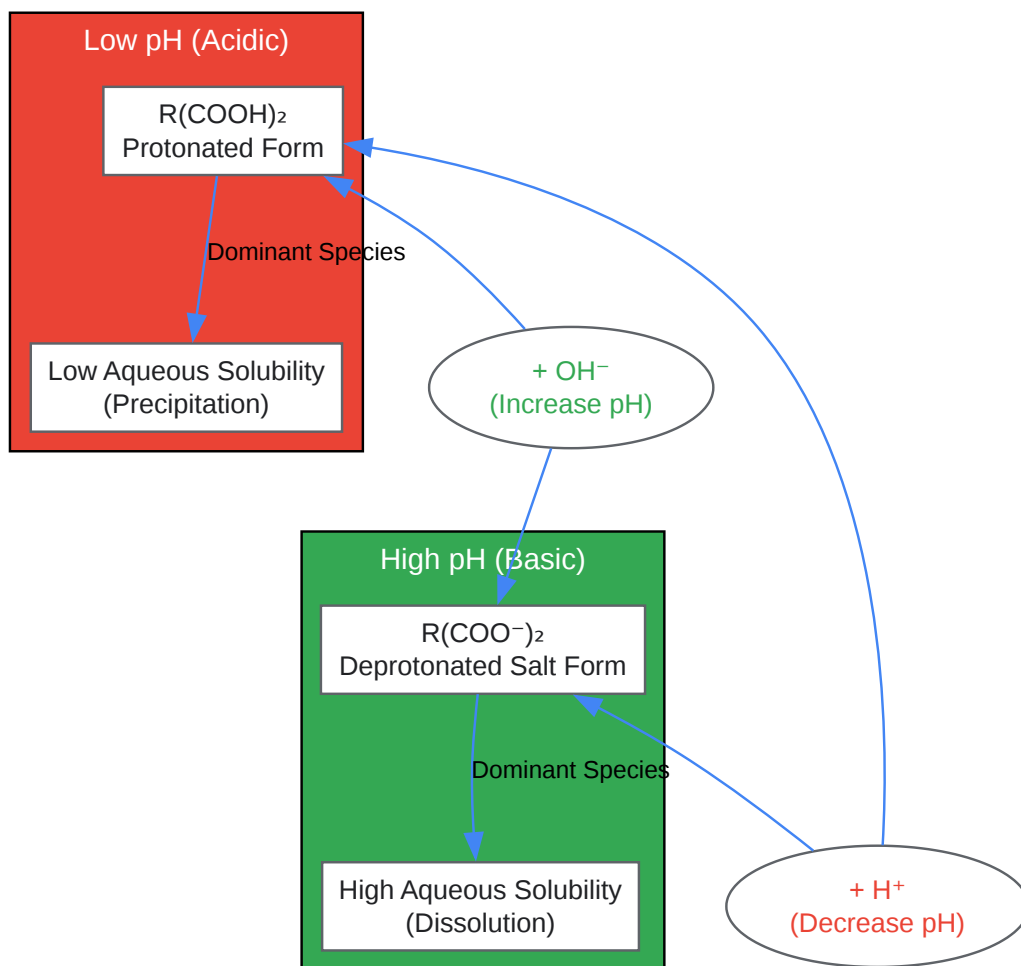 Low pH (Acidic)
R(COOH)₂
Protonated Form
Dominant Species
Low Aqueous Solubility
(Precipitation)
+ OH⁻
(Increase pH)
High pH (Basic)
R(COO⁻)₂
Deprotonated Salt Form
Dominant Species
High Aqueous Solubility
(Dissolution)
+ H⁺
(Decrease pH)